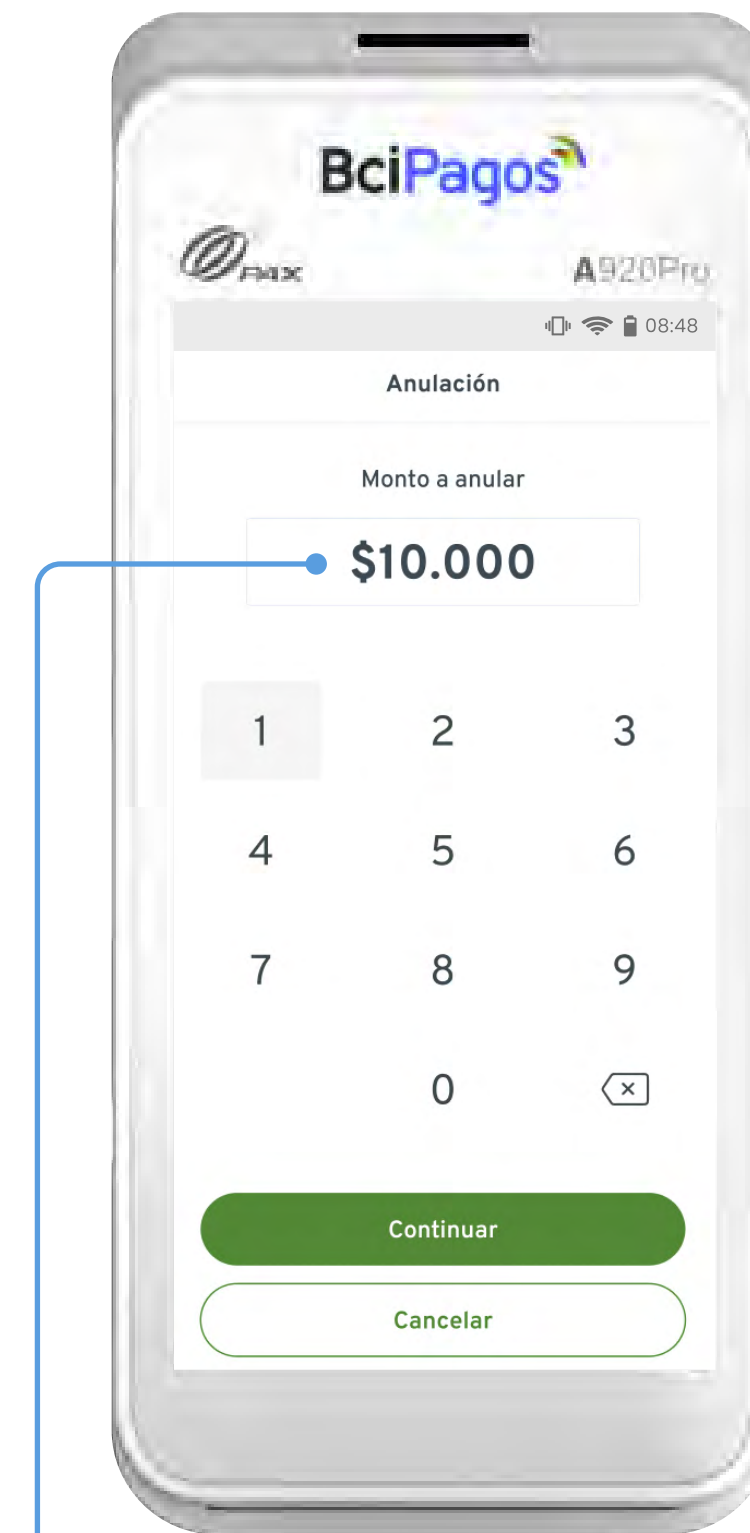 BciPagos
PAX A920Pro
08:48
Anulación
Monto a anular
$10.000
1 2 3
4 5 6
7 8 9
0
Continuar
Cancelar